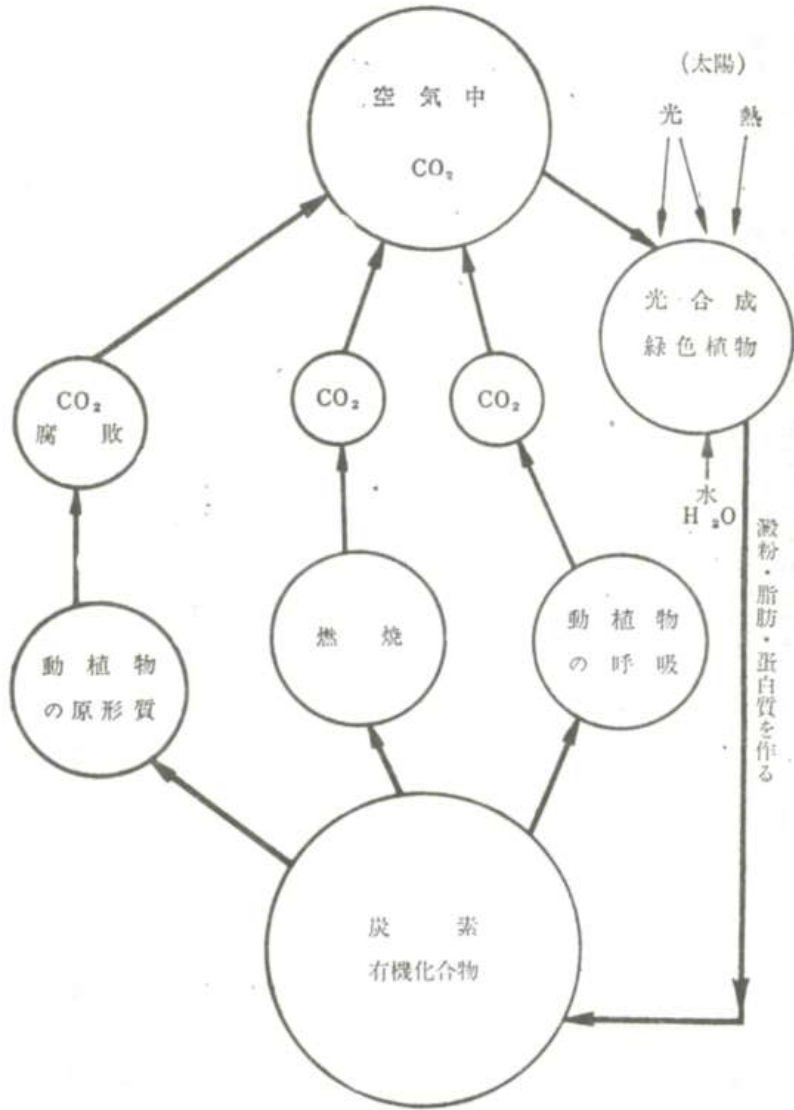 空気中
CO₂
(太陽)
光 熱
光合成
緑色植物
水
H₂O
澱粉・脂肪・蛋白質を作る
CO₂
腐敗
CO₂
CO₂
動植物
の原形質
燃焼
動植物
の呼吸
炭素
有機化合物